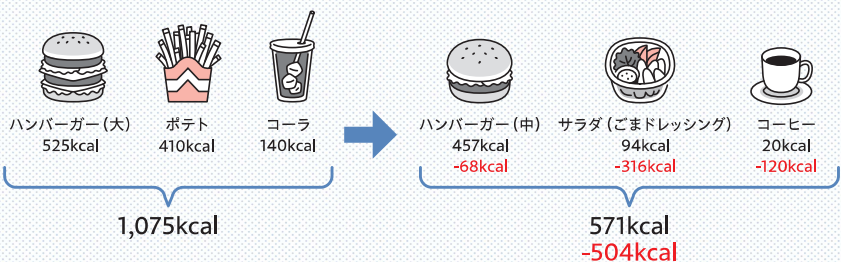 ハンバーガー(大)
525kcal
ポテト
410kcal
コーラ
140kcal
1,075kcal
ハンバーガー(中)
457kcal
-68kcal
サラダ(ごまドレッシング)
94kcal
-316kcal
コーヒー
20kcal
-120kcal
571kcal
-504kcal